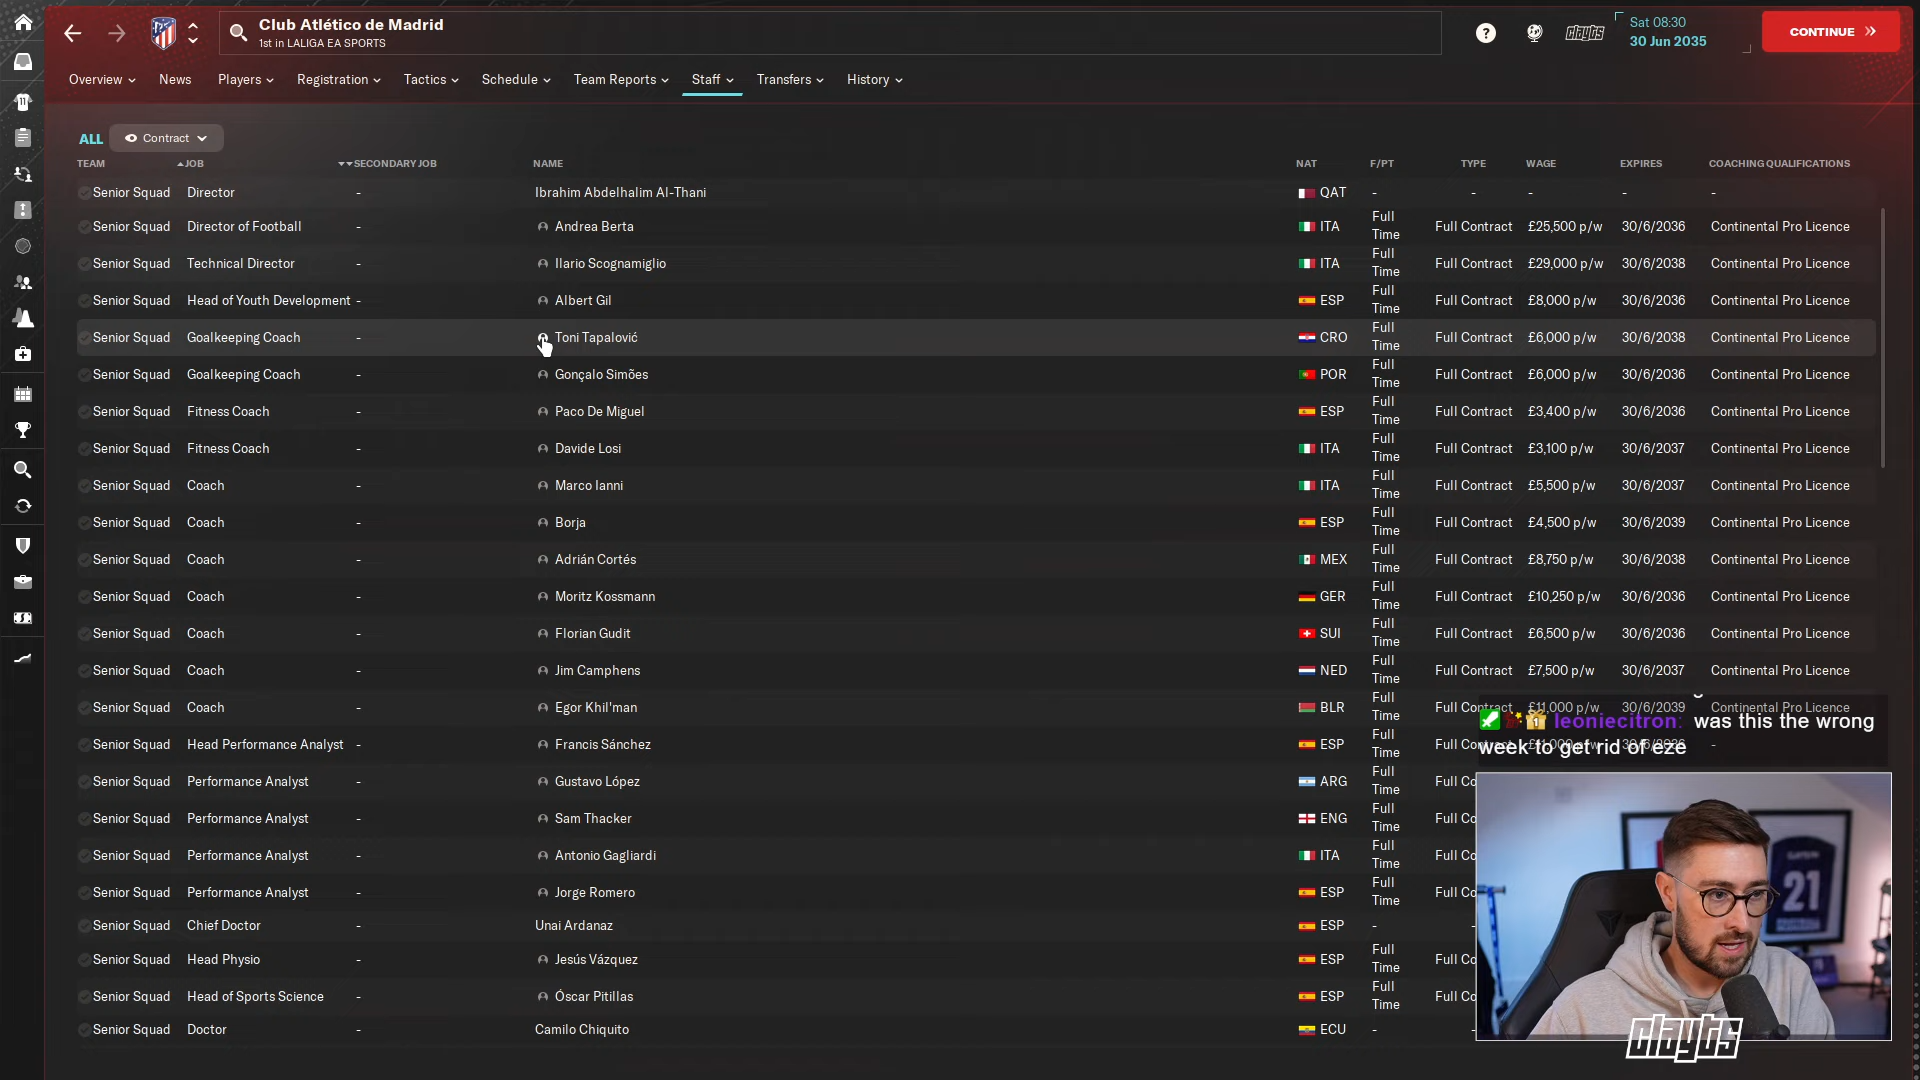 Club Atlético de Madrid
1st in LALIGA EA SPORTS
Sat 08:30
30 Jun 2035
CONTINUE
Overview News Players Registration Tactics Schedule Team Reports Staff Transfers History
ALL Contract
TEAM JOB SECONDARY JOB NAME NAT F/PT TYPE WAGE EXPIRES COACHING QUALIFICATIONS
Senior Squad Director - Ibrahim Abdelhalim Al-Thani QAT - - - - -
Senior Squad Director of Football - Andrea Berta ITA Full Time Full Contract £25,500 p/w 30/6/2036 Continental Pro Licence
Senior Squad Technical Director - Ilario Scognamiglio ITA Full Time Full Contract £29,000 p/w 30/6/2038 Continental Pro Licence
Senior Squad Head of Youth Development - Albert Gil ESP Full Time Full Contract £8,000 p/w 30/6/2036 Continental Pro Licence
Senior Squad Goalkeeping Coach - Toni Tapalović CRO Full Time Full Contract £6,000 p/w 30/6/2038 Continental Pro Licence
Senior Squad Goalkeeping Coach - Gonçalo Simões POR Full Time Full Contract £6,000 p/w 30/6/2036 Continental Pro Licence
Senior Squad Fitness Coach - Paco De Miguel ESP Full Time Full Contract £3,400 p/w 30/6/2036 Continental Pro Licence
Senior Squad Fitness Coach - Davide Losi ITA Full Time Full Contract £3,100 p/w 30/6/2037 Continental Pro Licence
Senior Squad Coach - Marco Ianni ITA Full Time Full Contract £5,500 p/w 30/6/2037 Continental Pro Licence
Senior Squad Coach - Borja ESP Full Time Full Contract £4,500 p/w 30/6/2039 Continental Pro Licence
Senior Squad Coach - Adrián Cortés MEX Full Time Full Contract £8,750 p/w 30/6/2038 Continental Pro Licence
Senior Squad Coach - Moritz Kossmann GER Full Time Full Contract £10,250 p/w 30/6/2036 Continental Pro Licence
Senior Squad Coach - Florian Gudit SUI Full Time Full Contract £6,500 p/w 30/6/2036 Continental Pro Licence
Senior Squad Coach - Jim Camphens NED Full Time Full Contract £7,500 p/w 30/6/2037 Continental Pro Licence
Senior Squad Coach - Egor Khil'man BLR Full Time Full Contract £11,000 p/w 30/6/2039 Continental Pro Licence
Senior Squad Head Performance Analyst - Francis Sánchez ESP Full Time Full 30/6/2036 -
leoniecitron: was this the wrong
week to get rid of eze
Senior Squad Performance Analyst - Gustavo López ARG Full Time Full Co
Senior Squad Performance Analyst - Sam Thacker ENG Full Time Full Co
Senior Squad Performance Analyst - Antonio Gagliardi ITA Full Time Full Co
Senior Squad Performance Analyst - Jorge Romero ESP Full Time Full Co
Senior Squad Chief Doctor - Unai Ardanaz ESP - -
Senior Squad Head Physio - Jesús Vázquez ESP Full Time Full Co
Senior Squad Head of Sports Science - Óscar Pitillas ESP Full Time Full Co
Senior Squad Doctor - Camilo Chiquito ECU - -
21
clayts